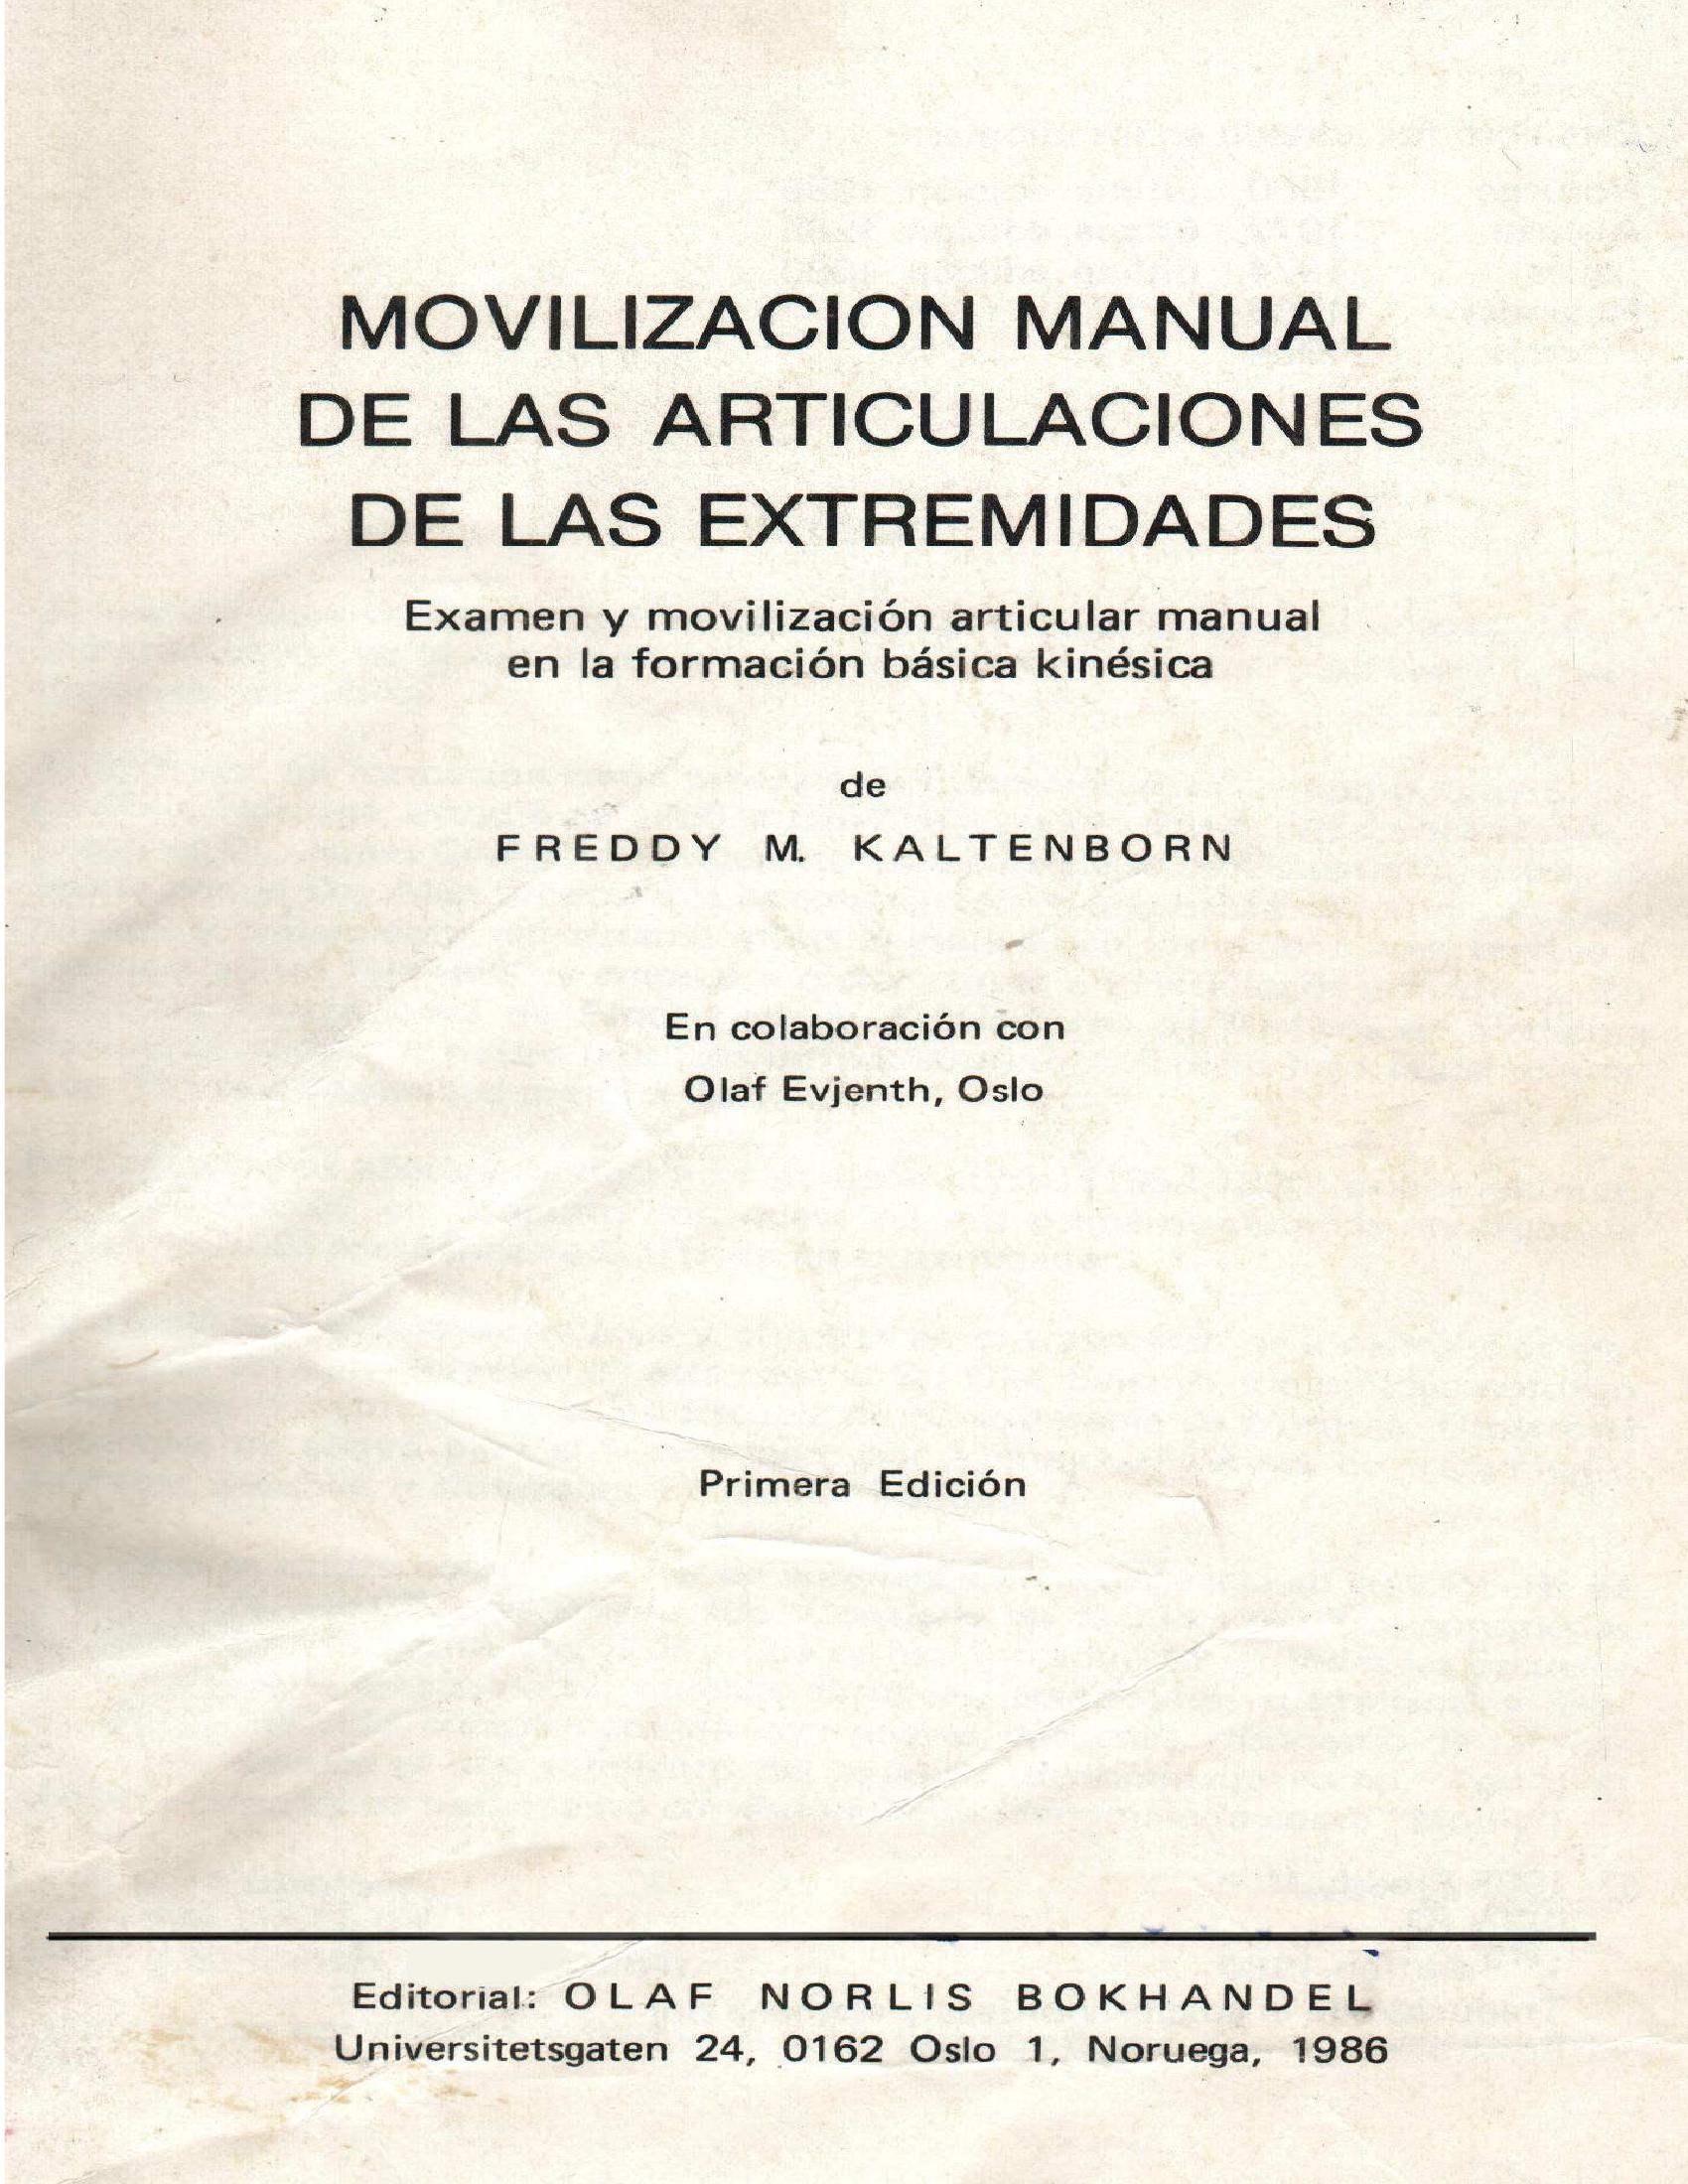 MOVILIZACION MANUAL
DE LAS ARTICULACIONES
DE LAS EXTREMIDADES
Examen y movilización articular manual
en la formación básica kinésica
de
FREDDY M. KALTENBORN
En colaboración con
Olaf Evjenth, Oslo
Primera Edición
Editorial: OLAF NORLIS BOKHANDEL
Universitetsgaten 24, 0162 Oslo 1, Noruega, 1986